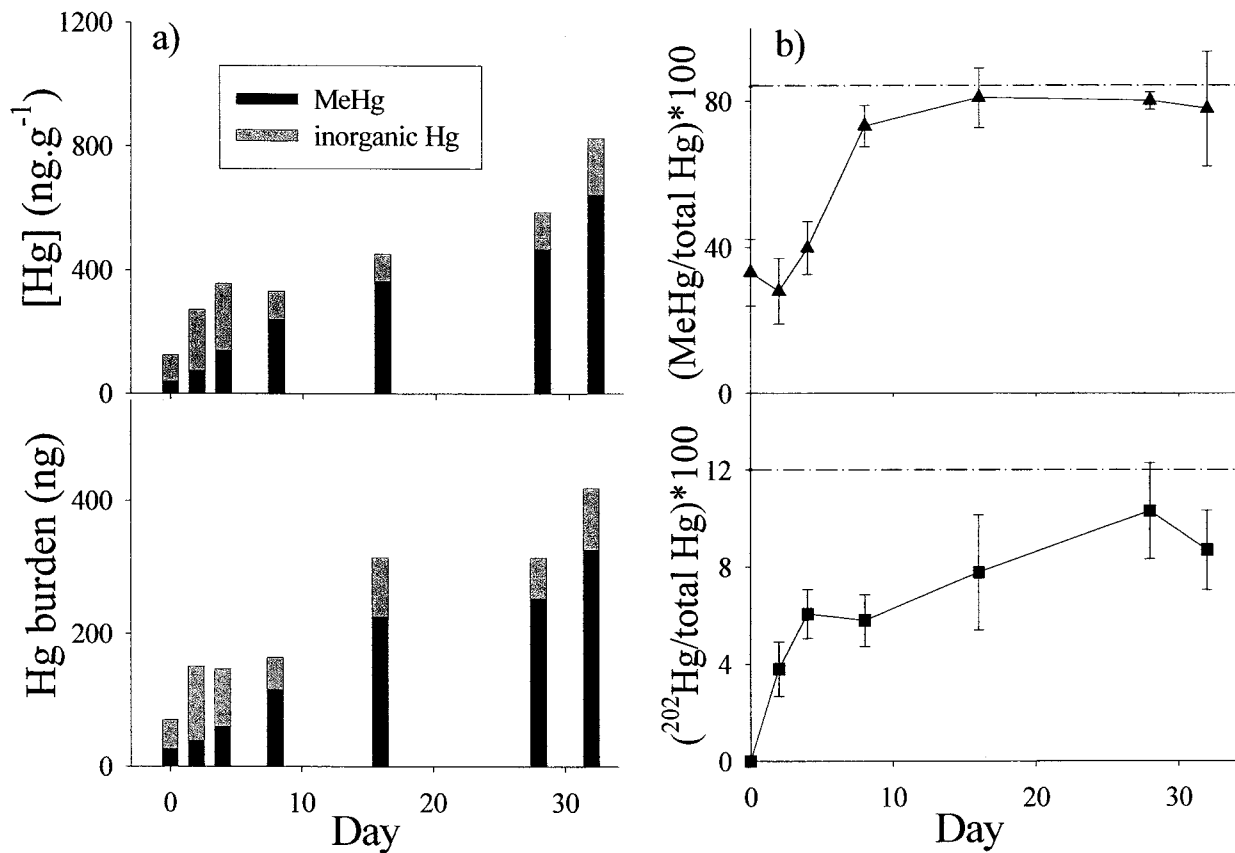 a)
1200
800
400
0
[Hg] (ng.g⁻¹)
MeHg
inorganic Hg
400
200
0
Hg burden (ng)
0 10 20 30
Day
b)
80
40
0
(MeHg/total Hg)*100
12
8
4
0
(²⁰²Hg/total Hg)*100
0 10 20 30
Day